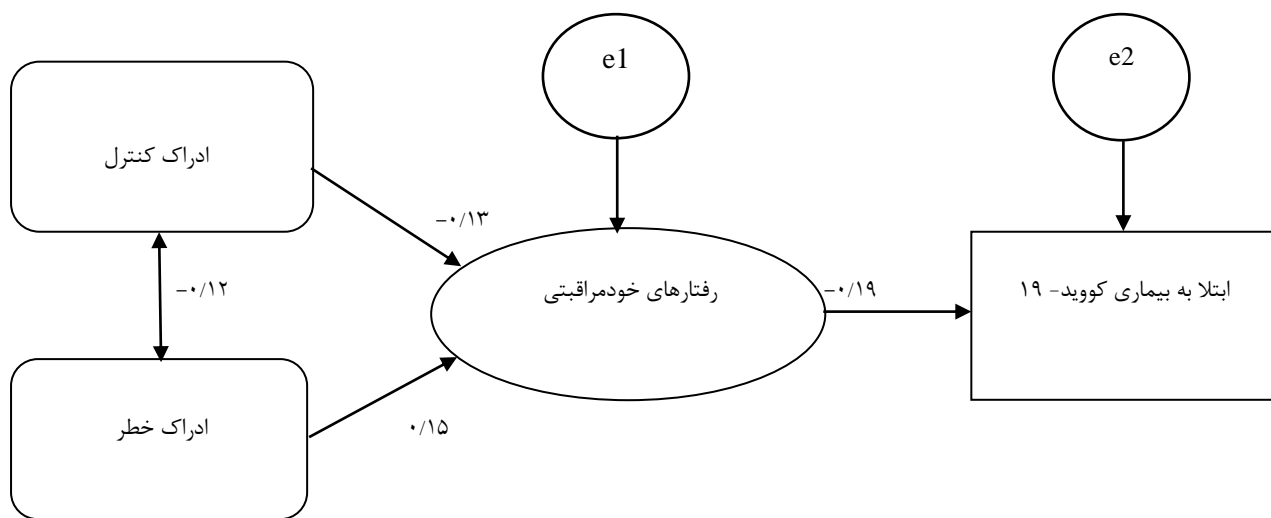 e1
e2
ادراک کنترل
-۰/۱۳
-۰/۱۲
رفتارهای خودمراقبتی
-۰/۱۹
ابتلا به بیماری کووید- ۱۹
ادراک خطر
۰/۱۵